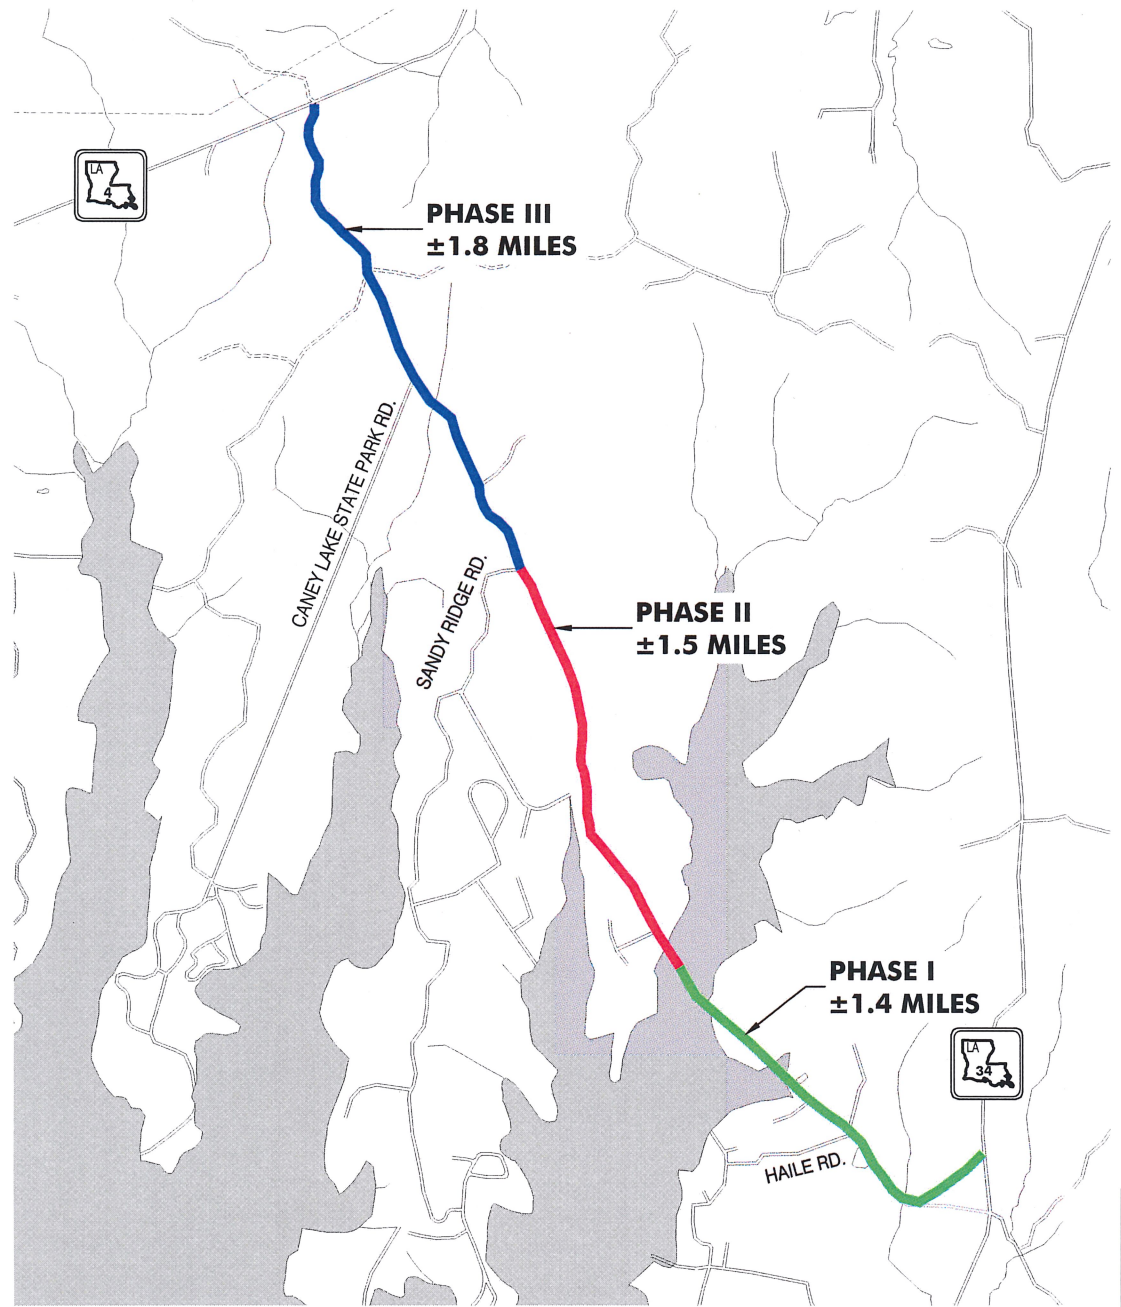 LA
4
PHASE III
±1.8 MILES
CANEY LAKE STATE PARK RD.
SANDY RIDGE RD.
PHASE II
±1.5 MILES
PHASE I
±1.4 MILES
LA
34
HAILE RD.